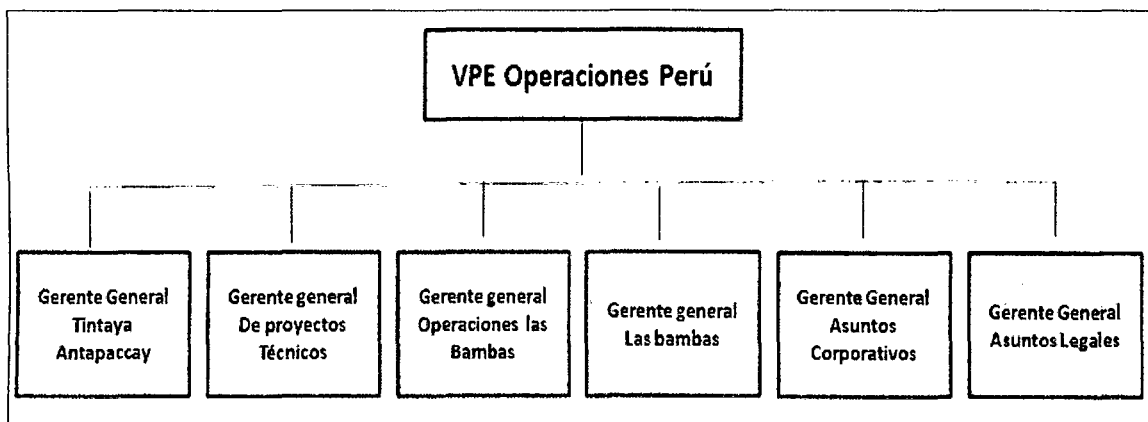 VPE Operaciones Perú
Gerente General
Tintaya
Antapaccay
Gerente general
De proyectos
Técnicos
Gerente general
Operaciones las
Bambas
Gerente general
Las bambas
Gerente General
Asuntos
Corporativos
Gerente General
Asuntos Legales